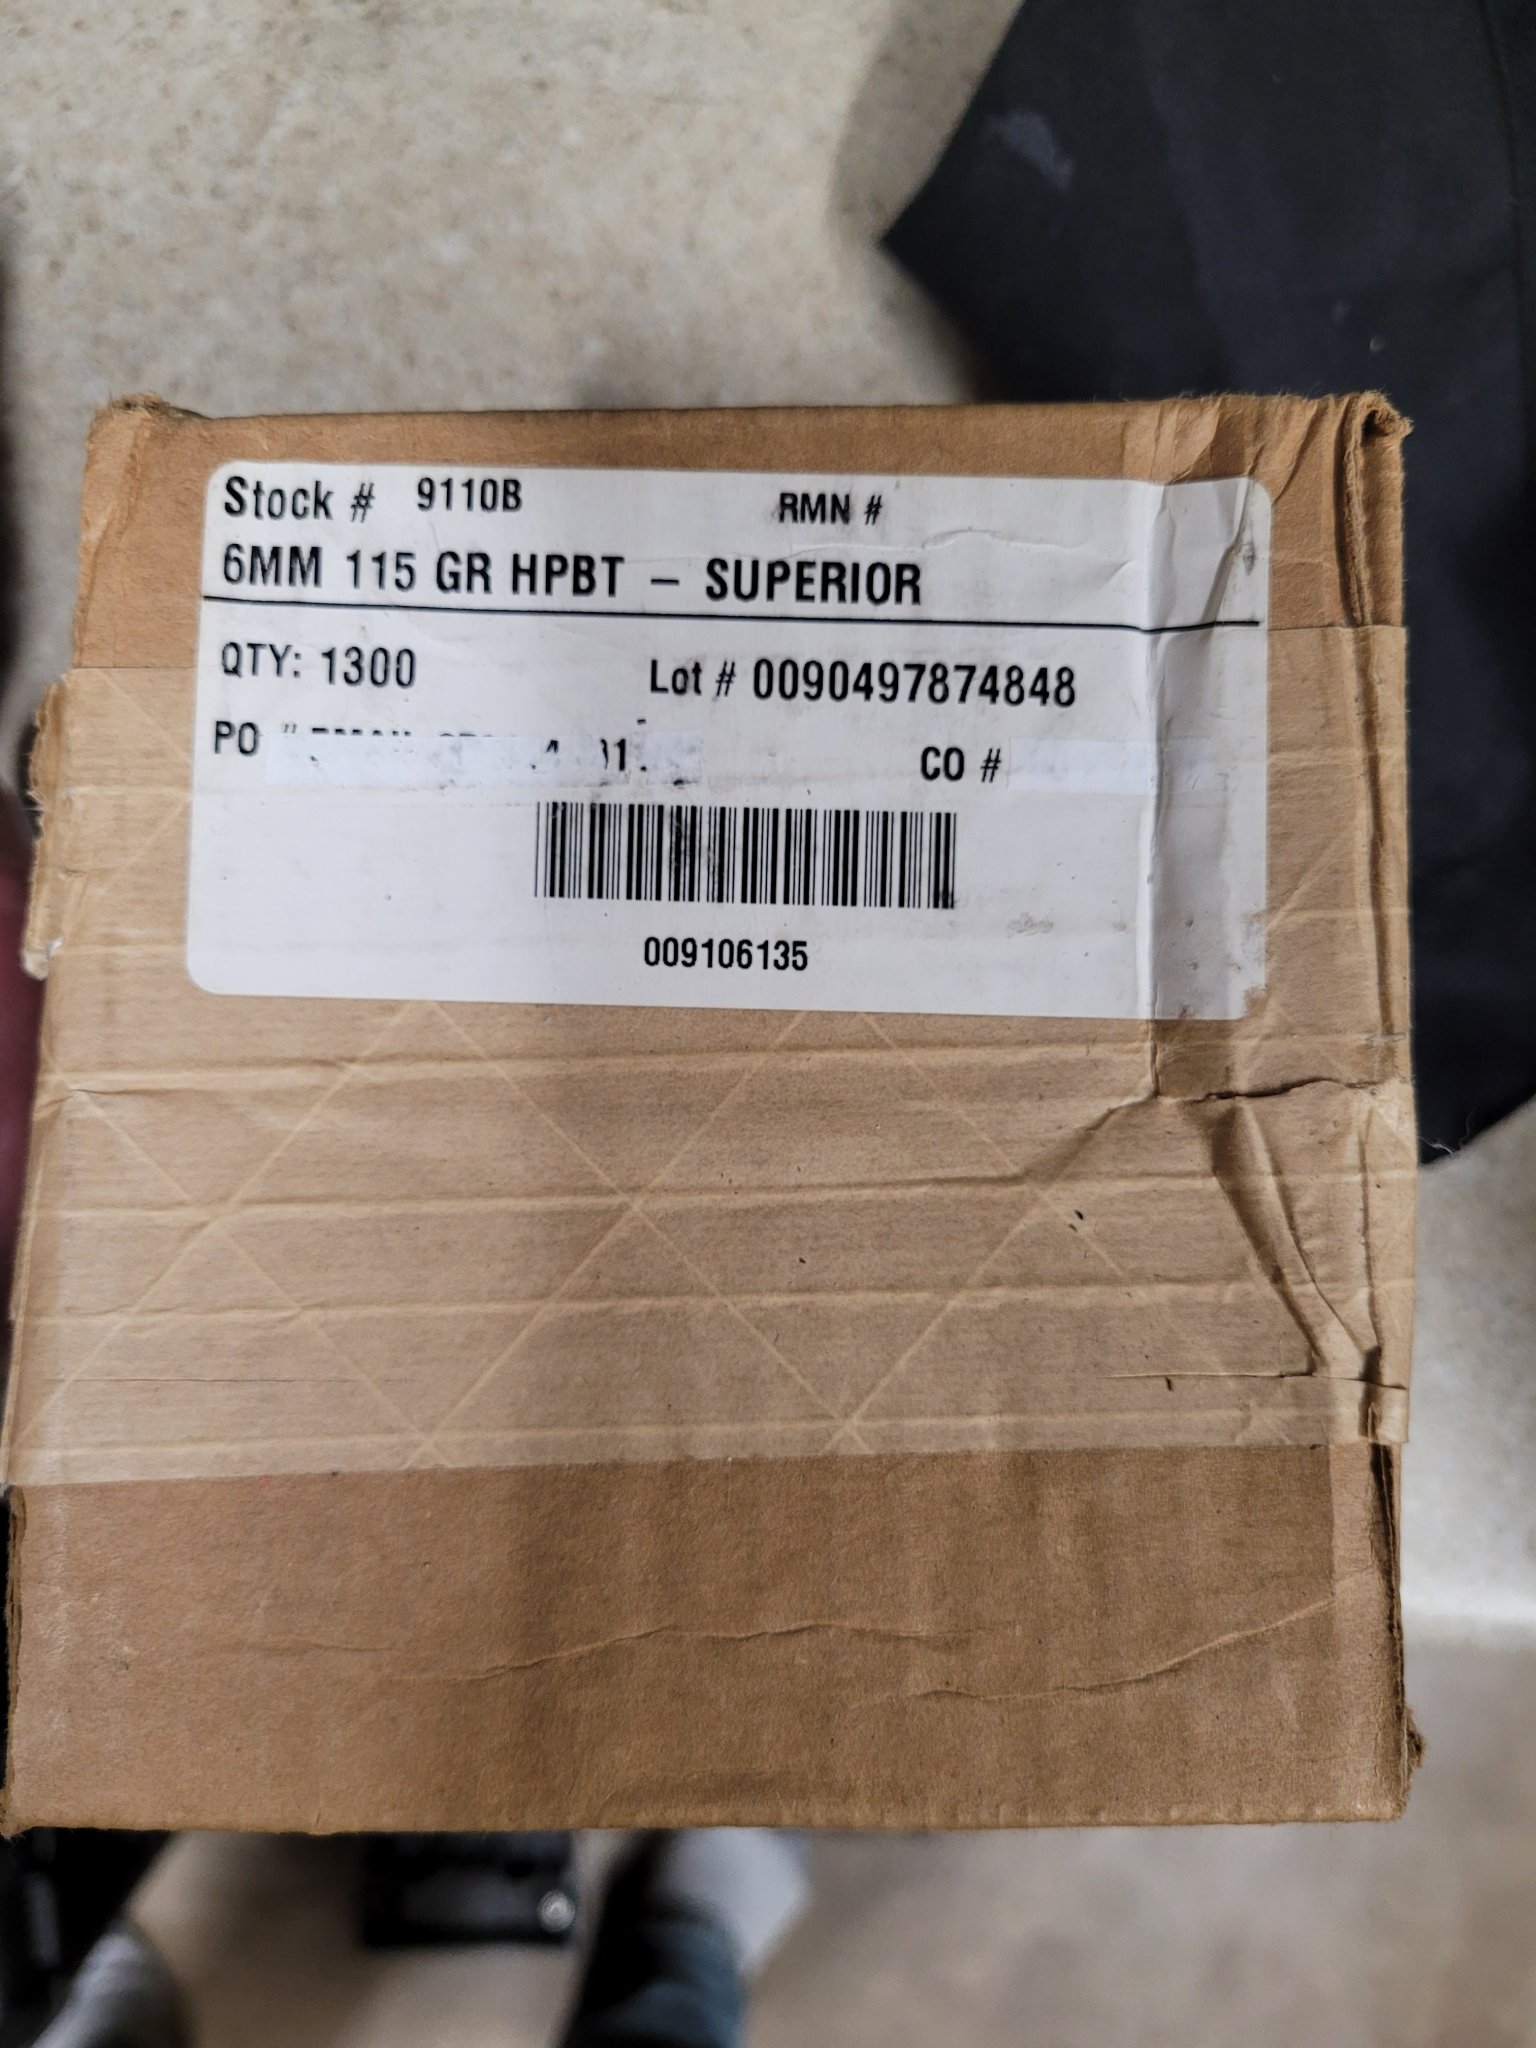 Stock # 9110B RMN #
6MM 115 GR HPBT – SUPERIOR
QTY: 1300 Lot # 0090497874848
PO CO #
009106135